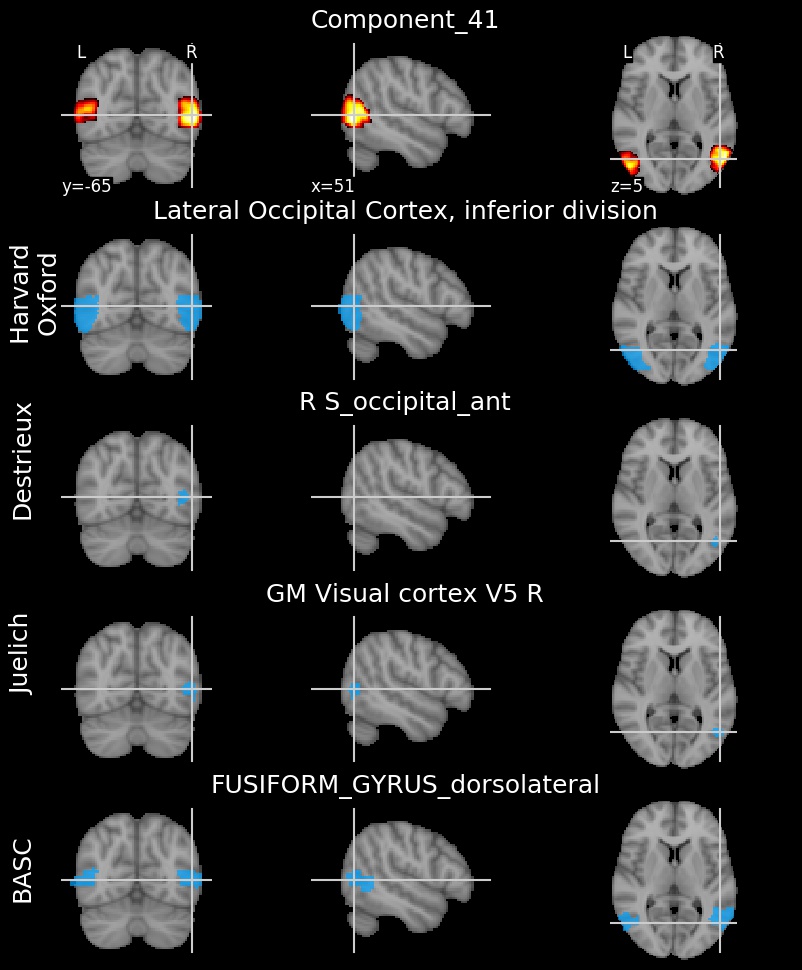 Component_41
L R
L R
y=-65
x=51
z=5
Lateral Occipital Cortex, inferior division
Harvard
Oxford
R S_occipital_ant
Destrieux
GM Visual cortex V5 R
Juelich
FUSIFORM_GYRUS_dorsolateral
BASC